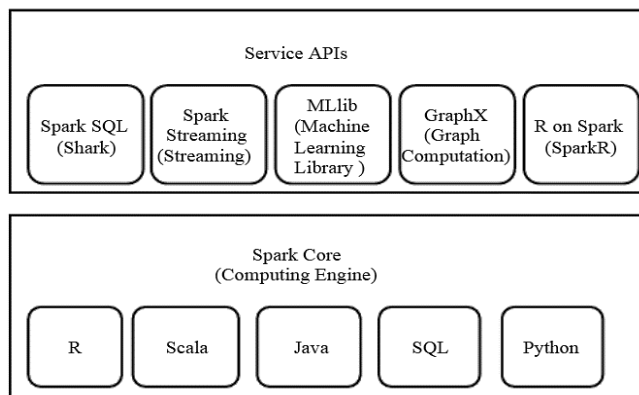 Service APIs
Spark SQL
(Shark)
Spark
Streaming
(Streaming)
MLlib
(Machine
Learning
Library )
GraphX
(Graph
Computation)
R on Spark
(SparkR)
Spark Core
(Computing Engine)
R
Scala
Java
SQL
Python